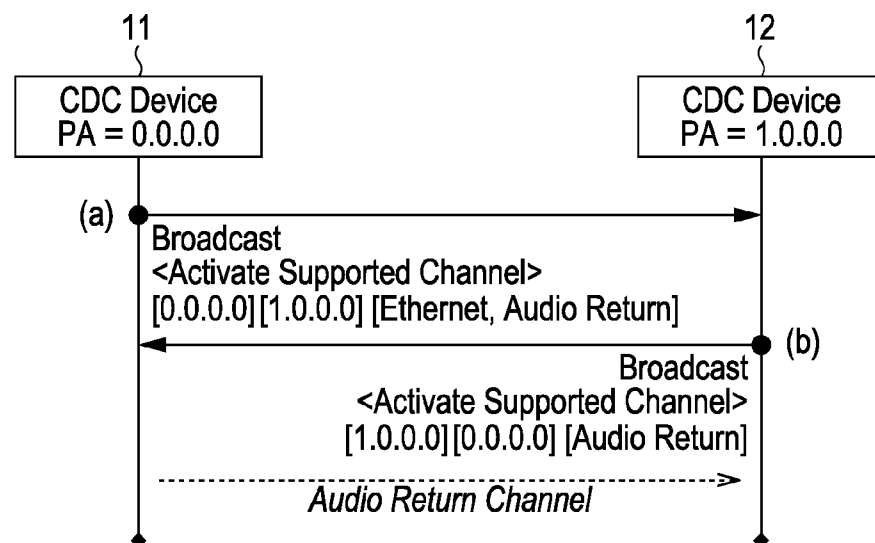 11
12
CDC Device
PA = 0.0.0.0
CDC Device
PA = 1.0.0.0
(a)
Broadcast
<Activate Supported Channel>
[0.0.0.0][1.0.0.0] [Ethernet, Audio Return]
(b)
Broadcast
<Activate Supported Channel>
[1.0.0.0][0.0.0.0] [Audio Return]
Audio Return Channel